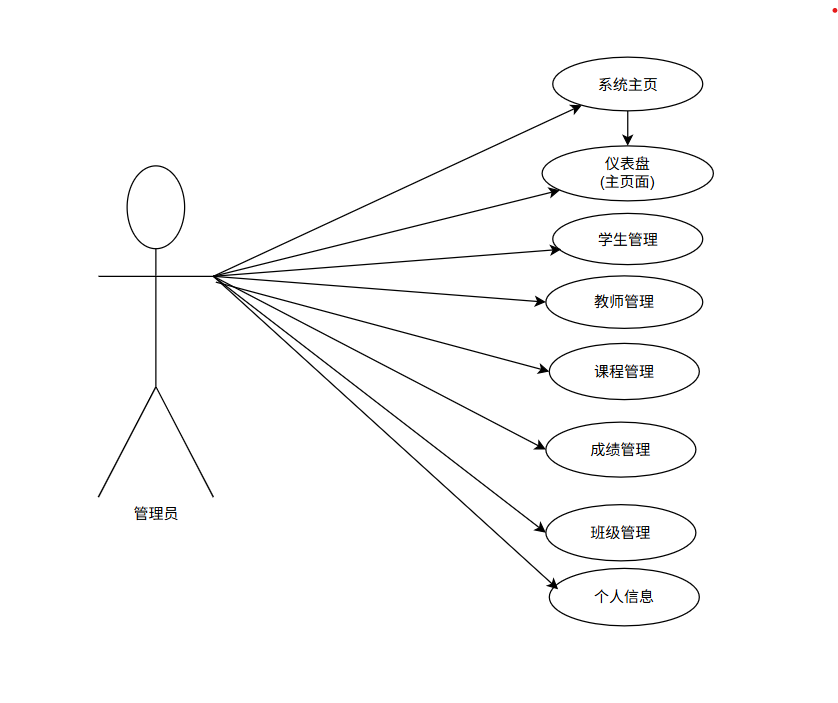 系统主页
仪表盘
(主页面)
学生管理
教师管理
课程管理
成绩管理
班级管理
个人信息
管理员